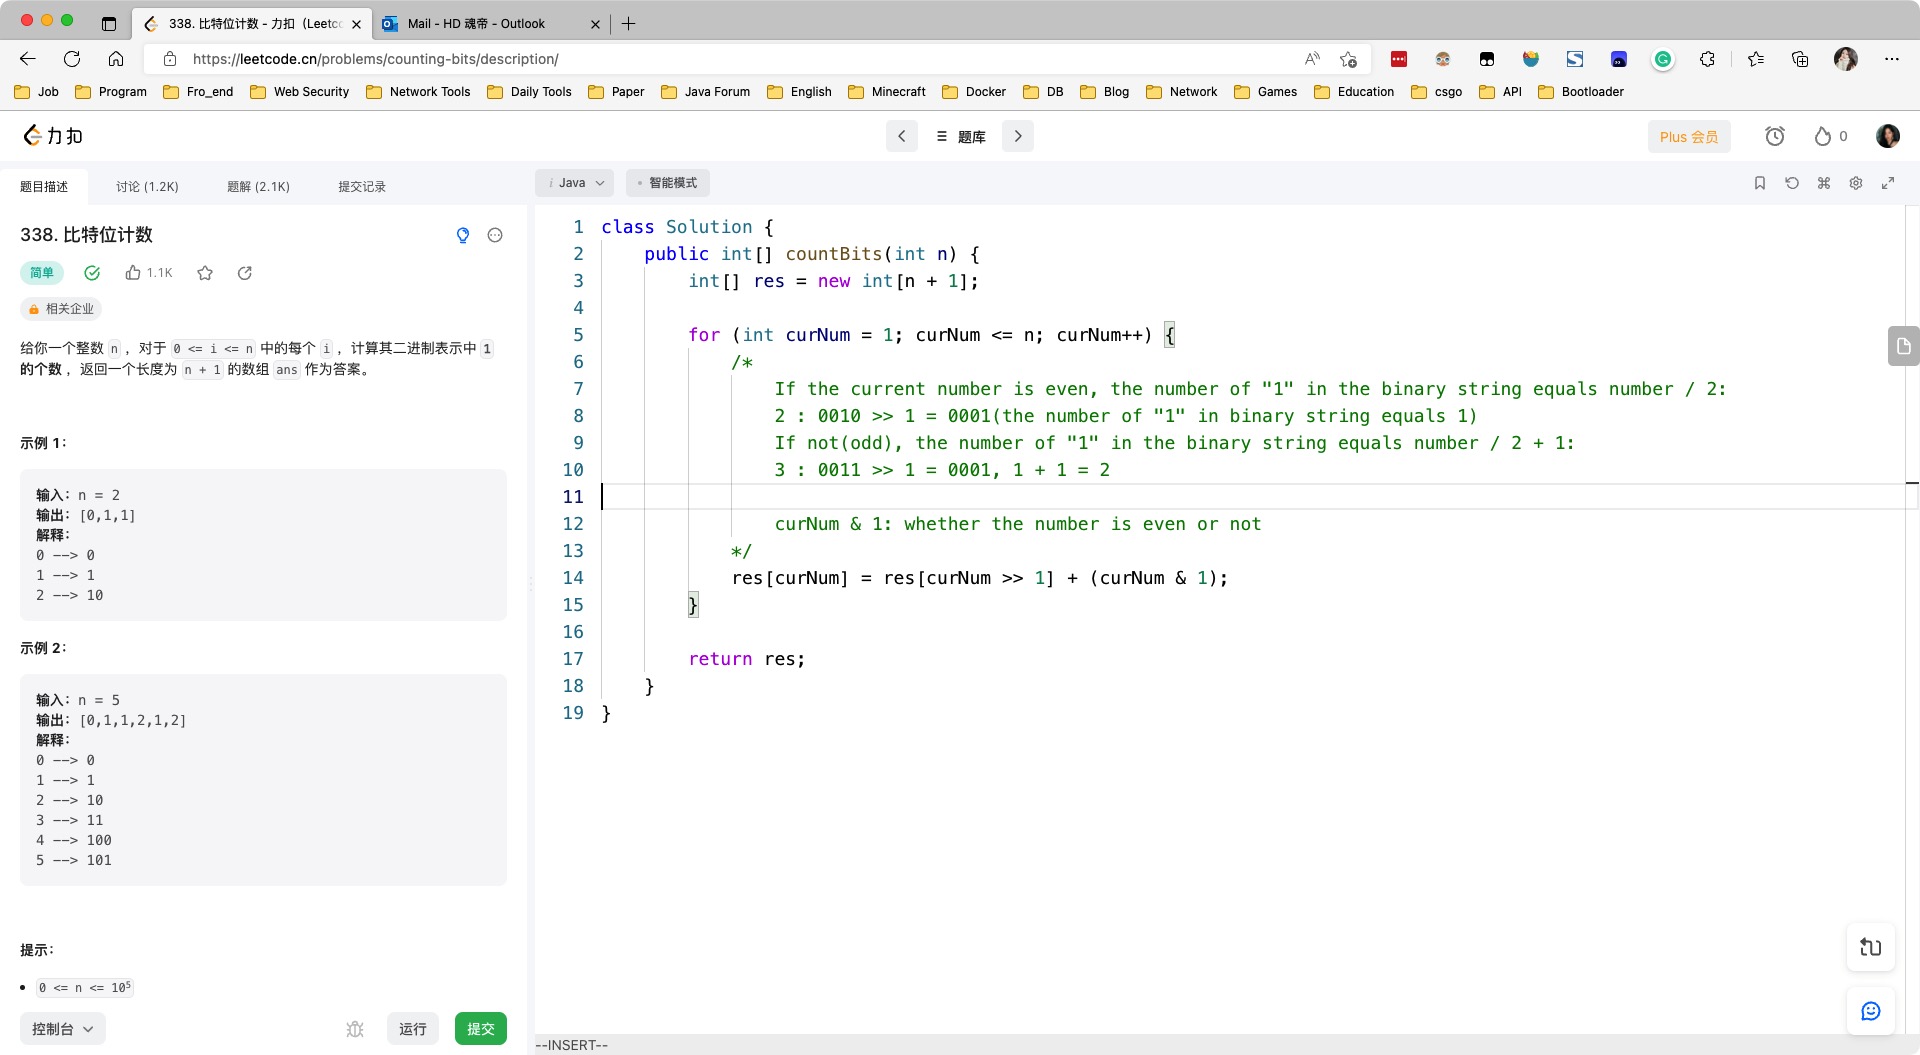 338. 比特位计数 - 力扣（Leetc
Mail - HD 魂帝 - Outlook
https://leetcode.cn/problems/counting-bits/description/
Job Program Fro_end Web Security Network Tools Daily Tools Paper Java Forum English Minecraft Docker DB Blog Network Games Education csgo API Bootloader
力扣
题库
Plus 会员
0
题目描述 讨论 (1.2K) 题解 (2.1K) 提交记录
338. 比特位计数
简单 1.1K
相关企业
给你一个整数 n ，对于 0 <= i <= n 中的每个 i ，计算其二进制表示中 1
的个数 ，返回一个长度为 n + 1 的数组 ans 作为答案。
示例 1：
输入：n = 2
输出：[0,1,1]
解释：
0 --> 0
1 --> 1
2 --> 10
示例 2：
输入：n = 5
输出：[0,1,1,2,1,2]
解释：
0 --> 0
1 --> 1
2 --> 10
3 --> 11
4 --> 100
5 --> 101
提示：
0 <= n <= 10⁵
控制台
运行
提交
i Java
智能模式
1 class Solution {
2 public int[] countBits(int n) {
3 int[] res = new int[n + 1];
4
5 for (int curNum = 1; curNum <= n; curNum++) {
6 /*
7 If the current number is even, the number of "1" in the binary string equals number / 2:
8 2 : 0010 >> 1 = 0001(the number of "1" in binary string equals 1)
9 If not(odd), the number of "1" in the binary string equals number / 2 + 1:
10 3 : 0011 >> 1 = 0001, 1 + 1 = 2
11
12 curNum & 1: whether the number is even or not
13 */
14 res[curNum] = res[curNum >> 1] + (curNum & 1);
15 }
16
17 return res;
18 }
19 }
--INSERT--